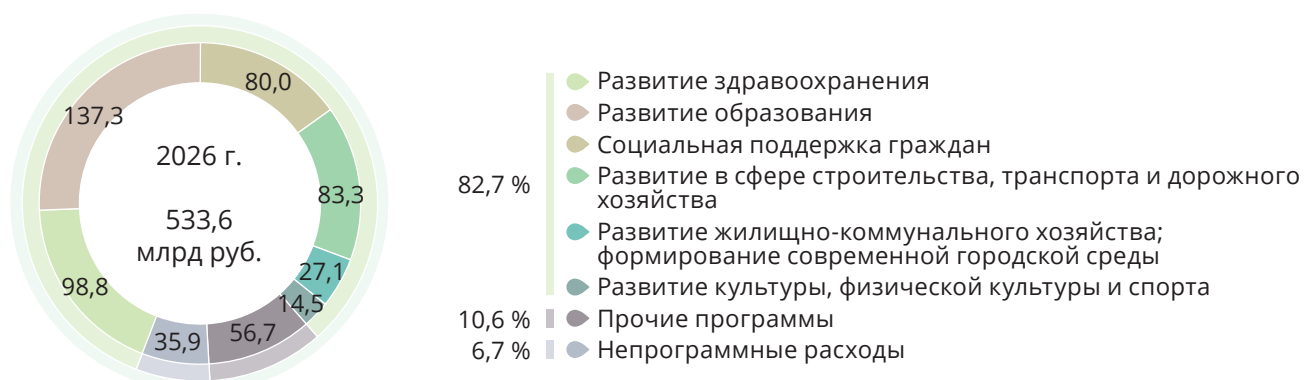 80,0
137,3
2026 г.
83,3
533,6
млрд руб.
27,1
98,8
14,5
56,7
35,9
Развитие здравоохранения
Развитие образования
Социальная поддержка граждан
82,7 %
Развитие в сфере строительства, транспорта и дорожного
хозяйства
Развитие жилищно-коммунального хозяйства;
формирование современной городской среды
Развитие культуры, физической культуры и спорта
10,6 %
Прочие программы
6,7 %
Непрограммные расходы